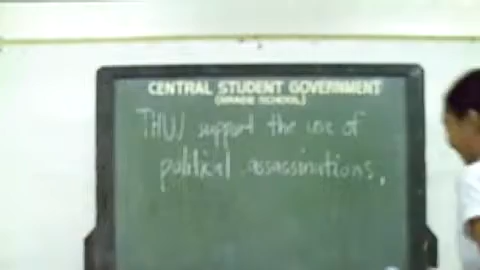 CENTRAL STUDENT GOVERNMENT
(GRADE SCHOOL)
THW support the use of
political assassinations.